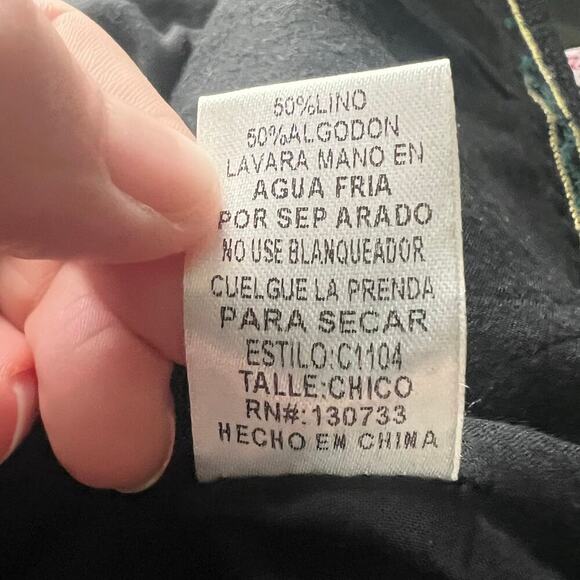 50%LINO
50%ALGODON
LAVARA MANO EN
AGUA FRIA
POR SEP ARADO
NO USE BLANQUEADOR
CUELGUE LA PRENDA
PARA SECAR
ESTILO:C1104
TALLE:CHICO
RN#:130733
HECHO EN CHINA